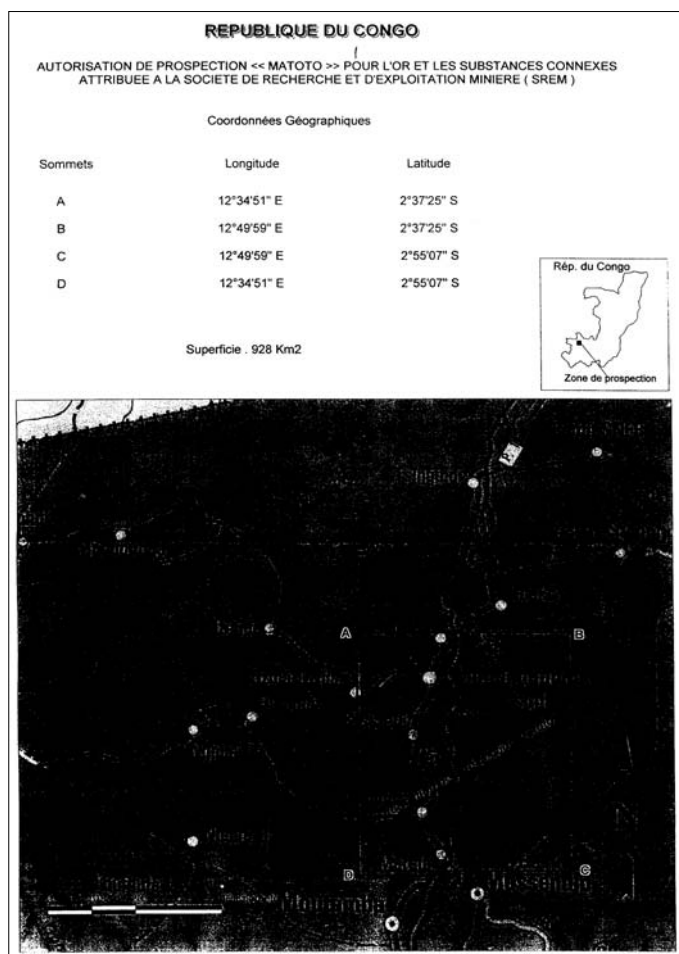 REPUBLIQUE DU CONGO
AUTORISATION DE PROSPECTION << MATOTO >> POUR L'OR ET LES SUBSTANCES CONNEXES
ATTRIBUEE A LA SOCIETE DE RECHERCHE ET D'EXPLOITATION MINIERE ( SREM )
Coordonnées Géographiques
Sommets Longitude Latitude
A 12°34'51" E 2°37'25" S
B 12°49'59" E 2°37'25" S
C 12°49'59" E 2°55'07" S
D 12°34'51" E 2°55'07" S
Rép. du Congo
Zone de prospection
Superficie . 928 Km2
A
B
D
C